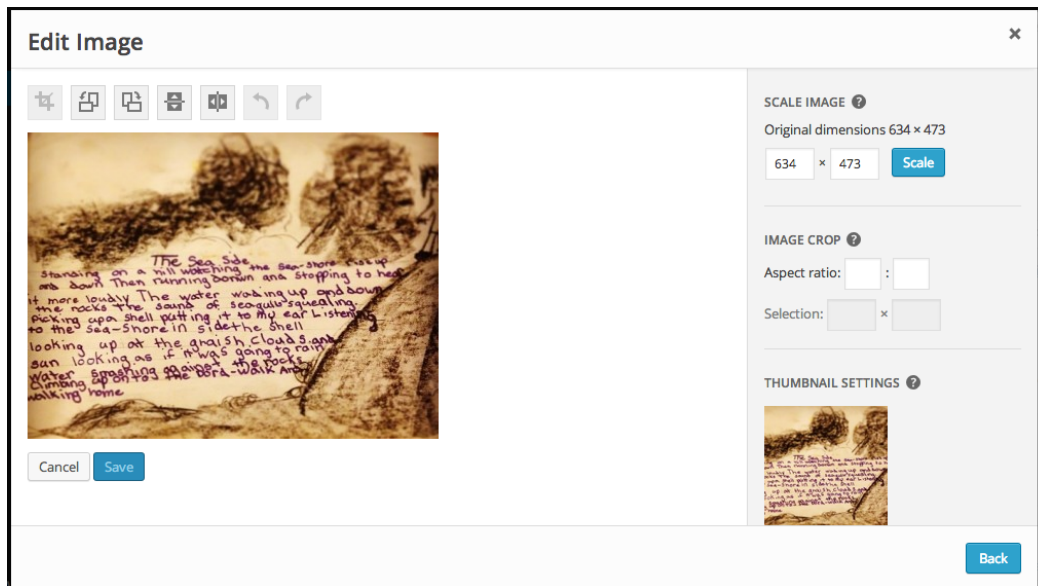 Edit Image
×
SCALE IMAGE ?
Original dimensions 634 × 473
634 × 473 Scale
IMAGE CROP ?
Aspect ratio: :
Selection: ×
THUMBNAIL SETTINGS ?
The Sea Side
Standing on a hill watching the sea-shore rise up
and down Then running down and stopping to hear
it more loudly The water waving up and down
the rocks the sound of seagulls squealing.
Picking up a shell putting it to my ear Listening
to the sea-shore in side the shell
looking up at the graish clouds and
sun looking as if it was going to rain
Water smashing against the rocks
Climbing up on to the bord-walk And
walking home
Cancel Save
Back